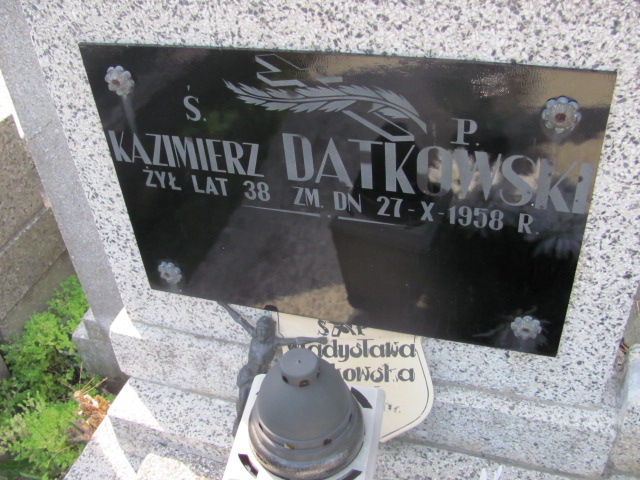 Ś. P.
KAZIMIERZ DATKOWSKI
ŻYŁ LAT 38 ZM. DN 27-X-1958 R.